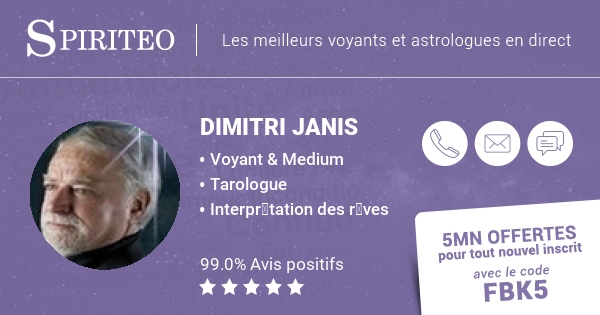 SPIRITEO
Les meilleurs voyants et astrologues en direct
DIMITRI JANIS
• Voyant & Medium
• Tarologue
• Interpr▯tation des r▯ves
99.0% Avis positifs
5MN OFFERTES
pour tout nouvel inscrit
avec le code
FBK5